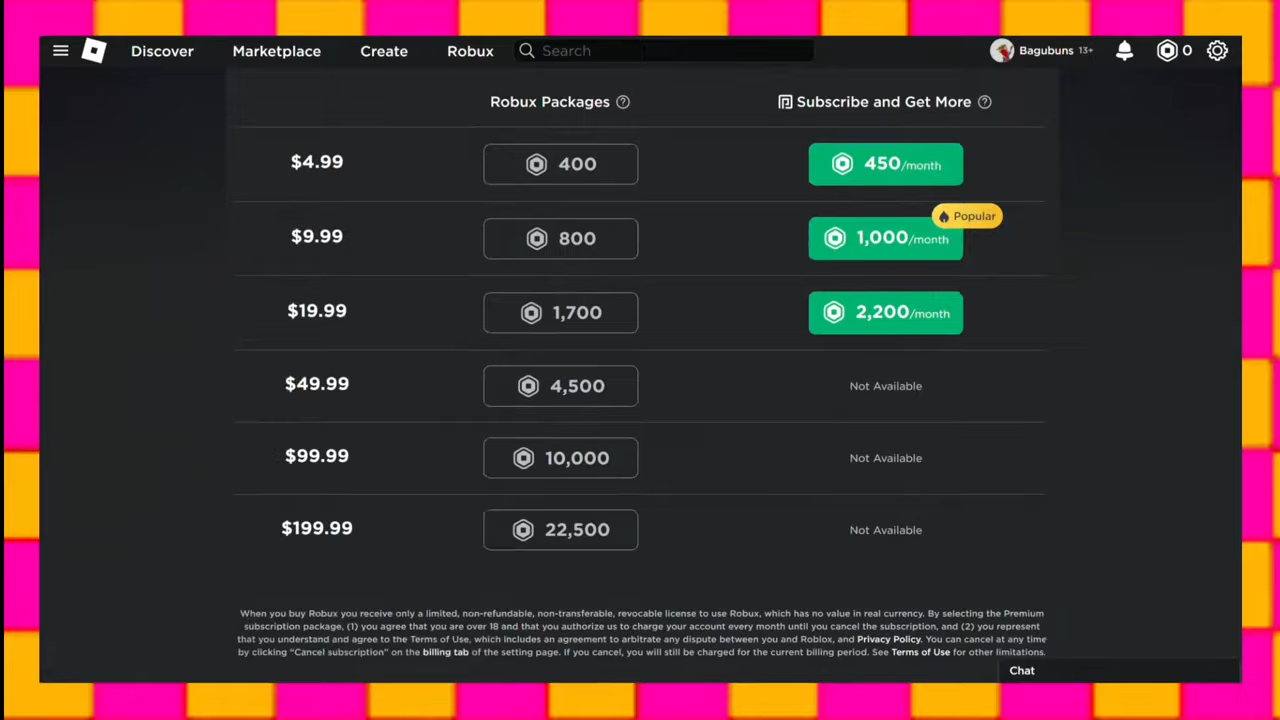 Discover Marketplace Create Robux Search Bagubuns 13+ 0
Robux Packages ? Subscribe and Get More ?
$4.99 400 450/month
Popular
$9.99 800 1,000/month
$19.99 1,700 2,200/month
$49.99 4,500 Not Available
$99.99 10,000 Not Available
$199.99 22,500 Not Available
When you buy Robux you receive only a limited, non-refundable, non-transferable, revocable license to use Robux, which has no value in real currency. By selecting the Premium
subscription package, (1) you agree that you are over 18 and that you authorize us to charge your account every month until you cancel the subscription, and (2) you represent
that you understand and agree to the Terms of Use, which includes an agreement to arbitrate any dispute between you and Roblox, and Privacy Policy. You can cancel at any time
by clicking “Cancel subscription” on the billing tab of the setting page. If you cancel, you will still be charged for the current billing period. See Terms of Use for other limitations.
Chat